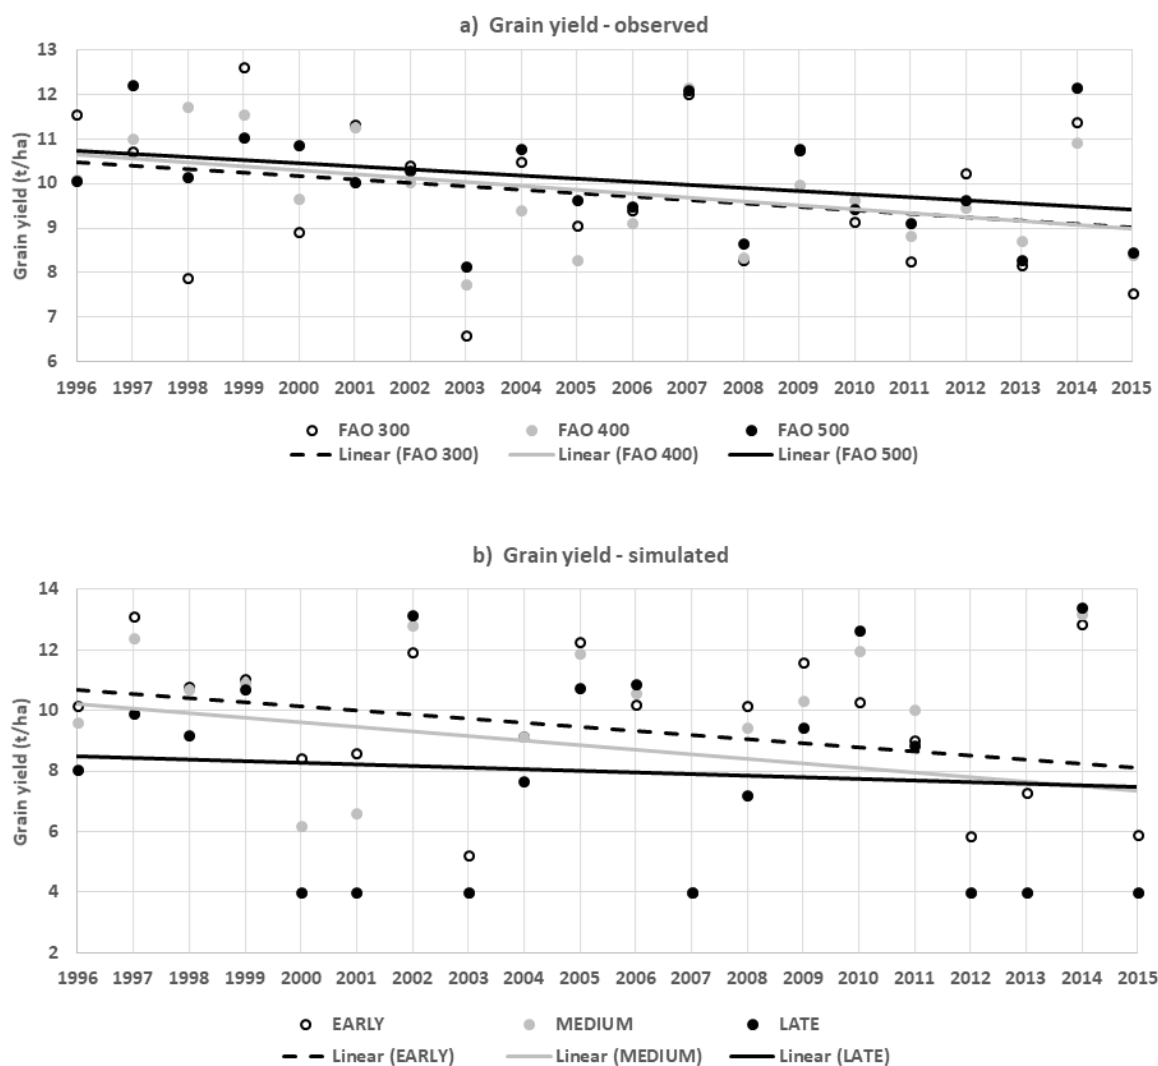 a) Grain yield - observed
Grain yield (t/ha)
13
12
11
10
9
8
7
6
1996 1997 1998 1999 2000 2001 2002 2003 2004 2005 2006 2007 2008 2009 2010 2011 2012 2013 2014 2015
FAO 300 FAO 400 FAO 500
Linear (FAO 300) Linear (FAO 400) Linear (FAO 500)
b) Grain yield - simulated
Grain yield (t/ha)
14
12
10
8
6
4
2
1996 1997 1998 1999 2000 2001 2002 2003 2004 2005 2006 2007 2008 2009 2010 2011 2012 2013 2014 2015
EARLY MEDIUM LATE
Linear (EARLY) Linear (MEDIUM) Linear (LATE)